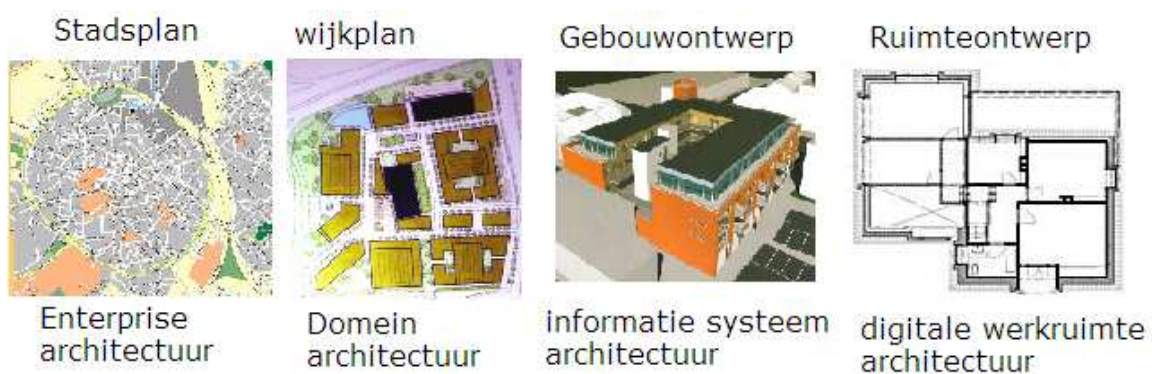 Stadsplan
wijkplan
Gebouwontwerp
Ruimteontwerp
Enterprise
architectuur
Domein
architectuur
informatie systeem
architectuur
digitale werkruimte
architectuur